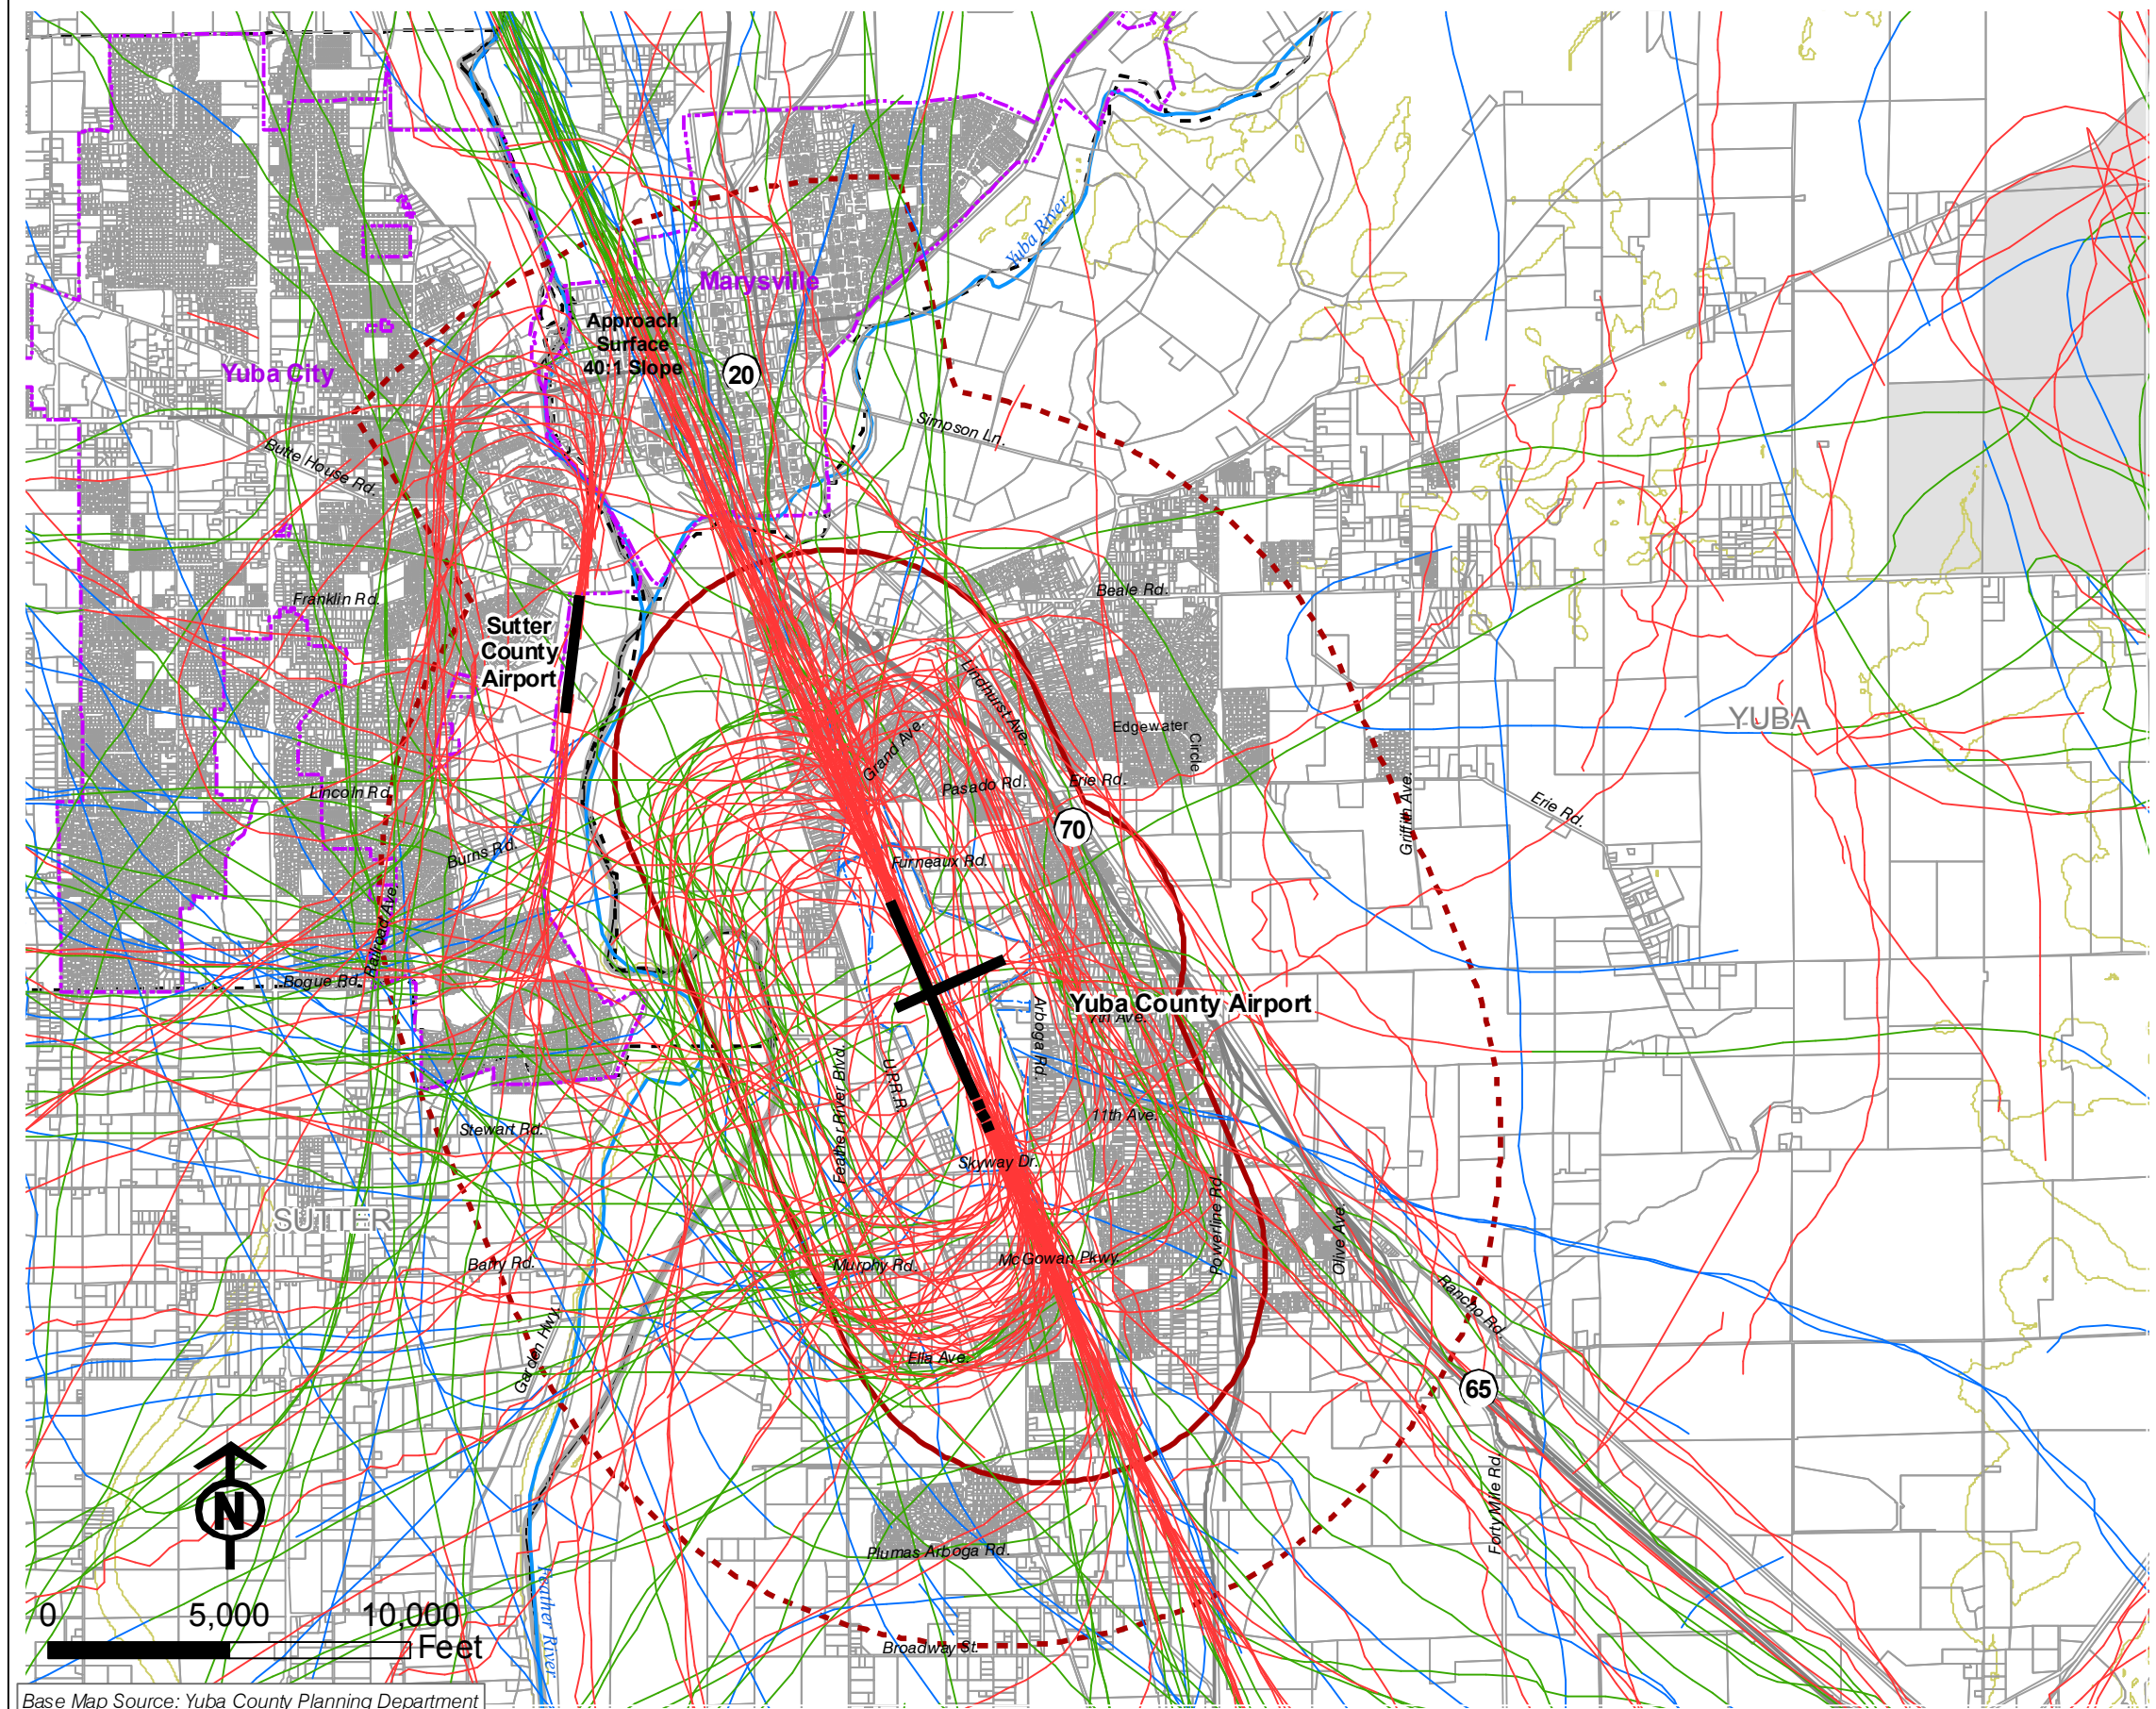 Yuba River
Marysville
Approach
Surface
40:1 Slope
20
Yuba City
Simpson Ln.
Butte House Rd.
Beale Rd.
Franklin Rd.
Sutter
County
Airport
Lindhurst Ave.
YUBA
Edgewater
Circle
Grand Ave.
Pasado Rd.
Erie Rd.
Lincoln Rd.
Griffith Ave.
Erie Rd.
70
Burns Rd.
Furneaux Rd.
Railroad Ave.
Bogue Rd.
Yuba County Airport
7th Ave.
Arboga Rd.
Feather River Blvd.
U.P.R.R.
11th Ave.
Stewart Rd.
Skyway Dr.
SUTTER
Powerline Rd.
Olive Ave.
Barry Rd.
Murphy Rd.
McGowan Pkwy.
Rancho Rd.
Garden Hwy.
Ella Ave.
65
N
Forty Mile Rd.
Plumas Arboga Rd.
Feather River
0 5,000 10,000
Feet
Broadway St.
Base Map Source: Yuba County Planning Department